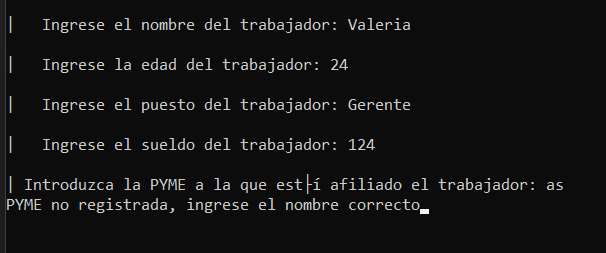 |   Ingrese el nombre del trabajador: Valeria
|   Ingrese la edad del trabajador: 24
|   Ingrese el puesto del trabajador: Gerente
|   Ingrese el sueldo del trabajador: 124
| Introduzca la PYME a la que est├í afiliado el trabajador: as
PYME no registrada, ingrese el nombre correcto